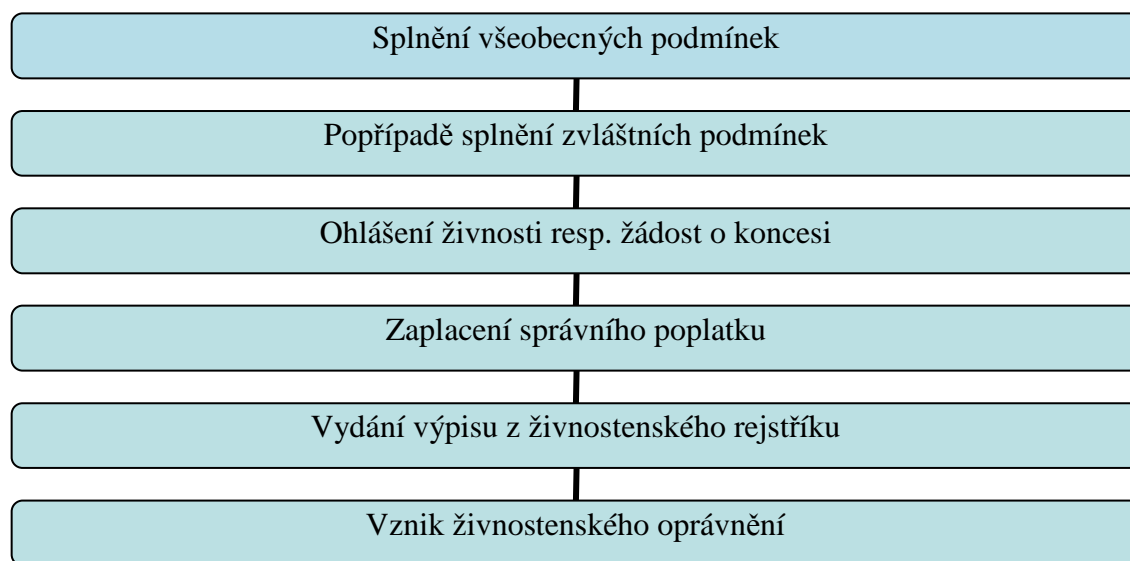 Splnění všeobecných podmínek
Popřípadě splnění zvláštních podmínek
Ohlášení živnosti resp. žádost o koncesi
Zaplacení správního poplatku
Vydání výpisu z živnostenského rejstříku
Vznik živnostenského oprávnění